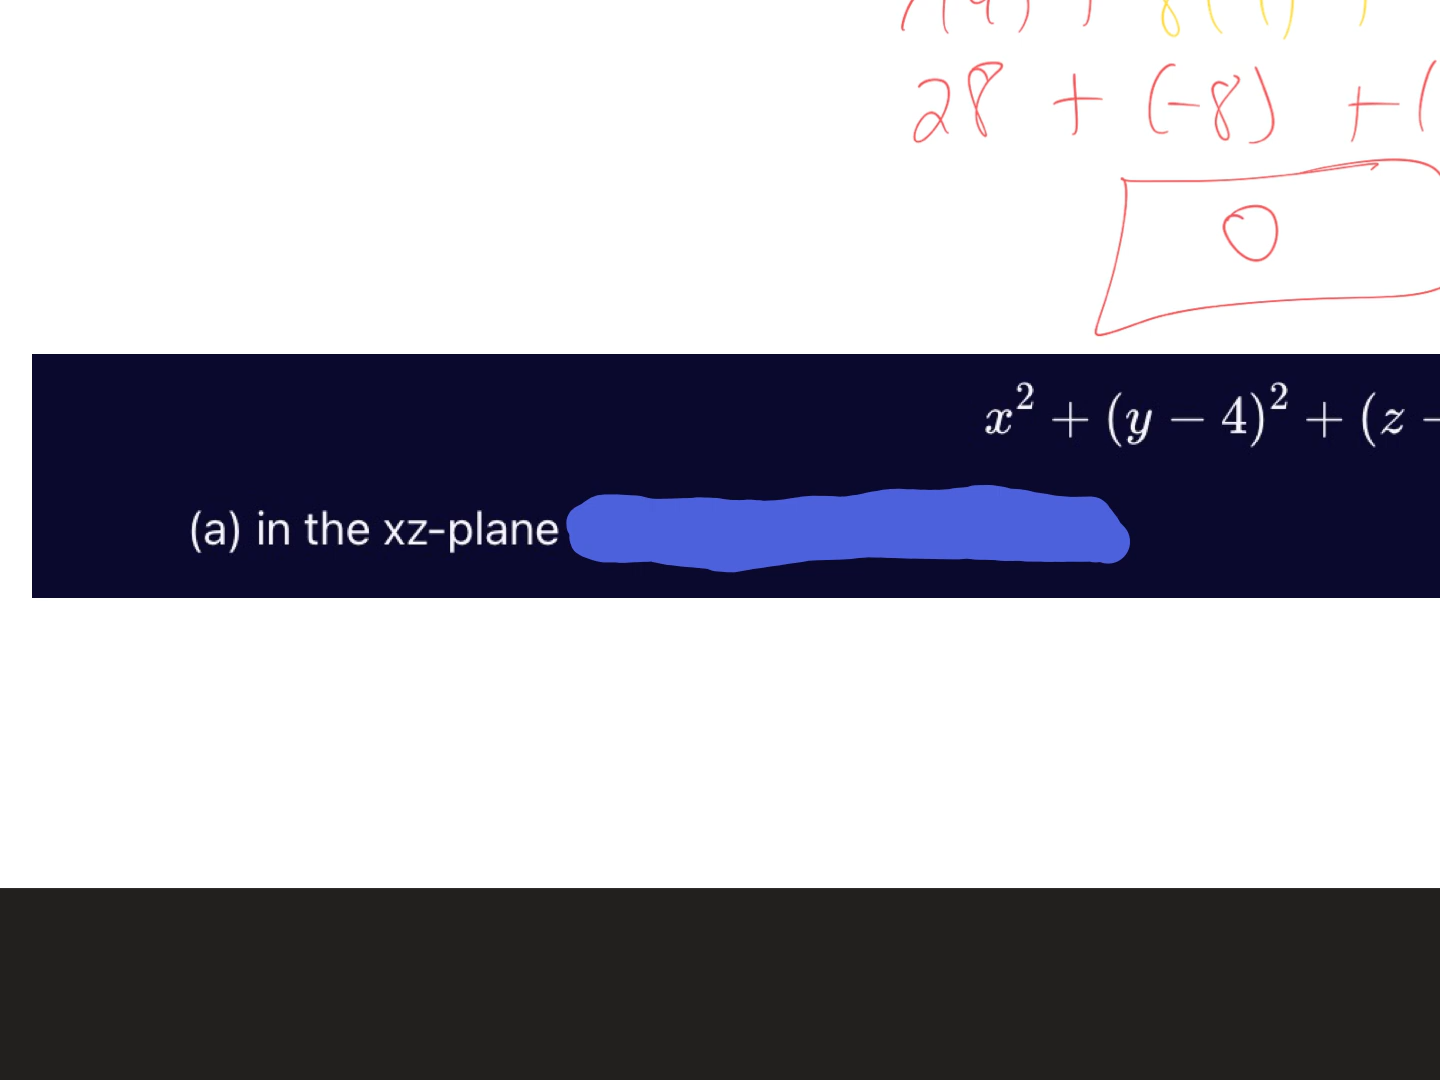 28 + (-8) + (
0
x² + (y − 4)² + (z −
(a) in the xz-plane